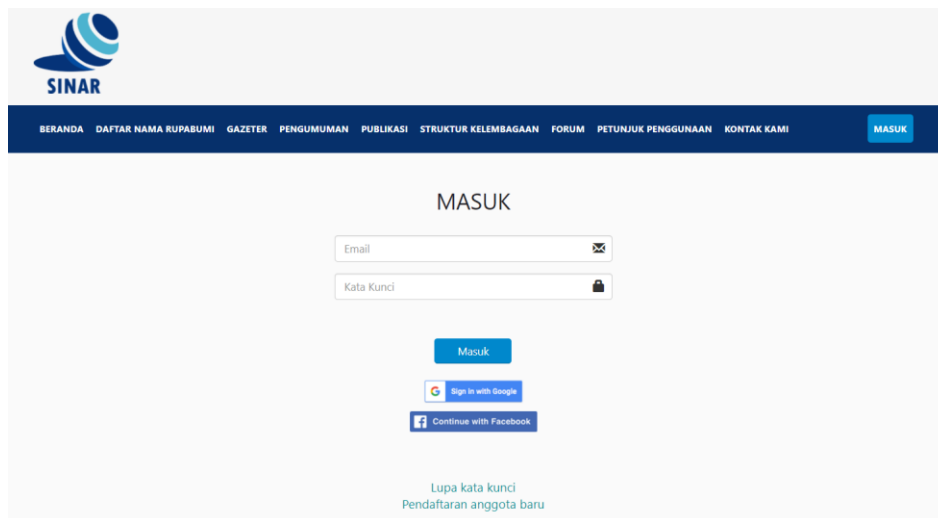 SINAR
BERANDA DAFTAR NAMA RUPABUMI GAZETER PENGUMUMAN PUBLIKASI STRUKTUR KELEMBAGAAN FORUM PETUNJUK PENGGUNAAN KONTAK KAMI MASUK
MASUK
Email
Kata Kunci
Masuk
G Sign in with Google
f Continue with Facebook
Lupa kata kunci
Pendaftaran anggota baru